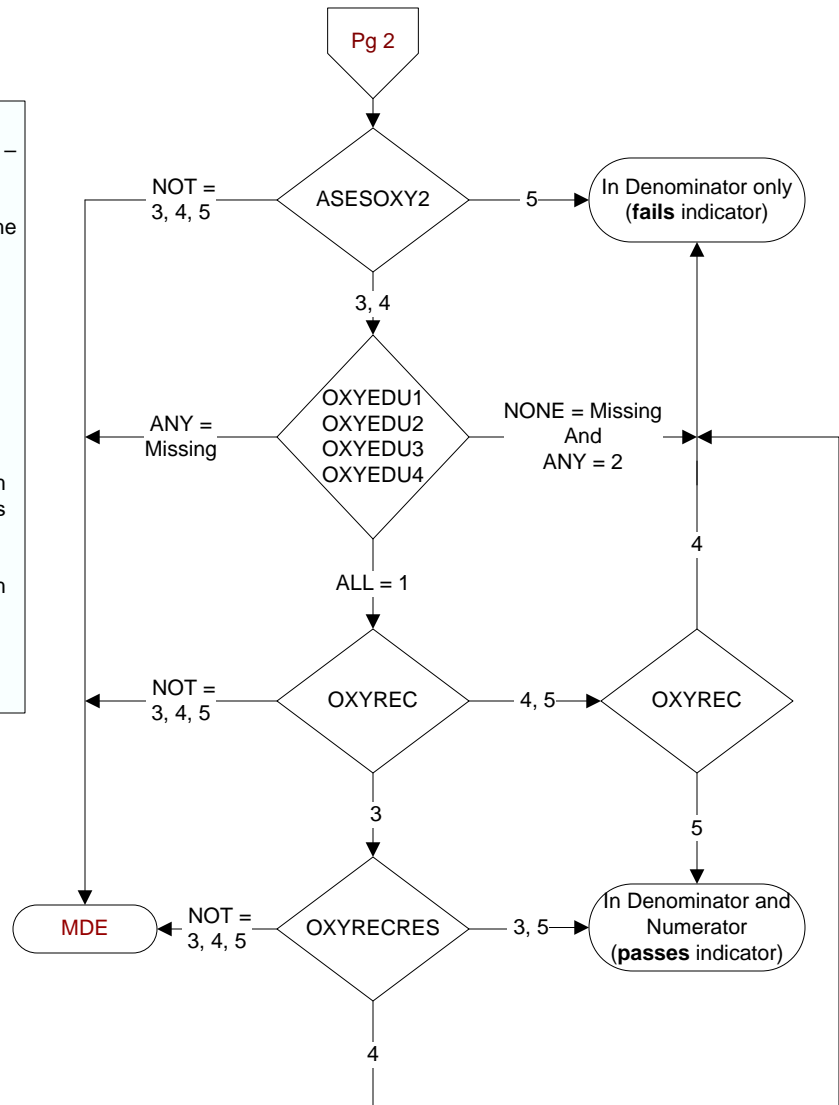 Pg 2
–
ne
n
s
n
NOT =
3, 4, 5
ASESOXY2
5
In Denominator only
(fails indicator)
3, 4
ANY =
Missing
OXYEDU1
OXYEDU2
OXYEDU3
OXYEDU4
NONE = Missing
And
ANY = 2
4
ALL = 1
NOT =
3, 4, 5
OXYREC
4, 5
OXYREC
3
5
MDE
NOT =
3, 4, 5
OXYRECRES
3, 5
In Denominator and
Numerator
(passes indicator)
4